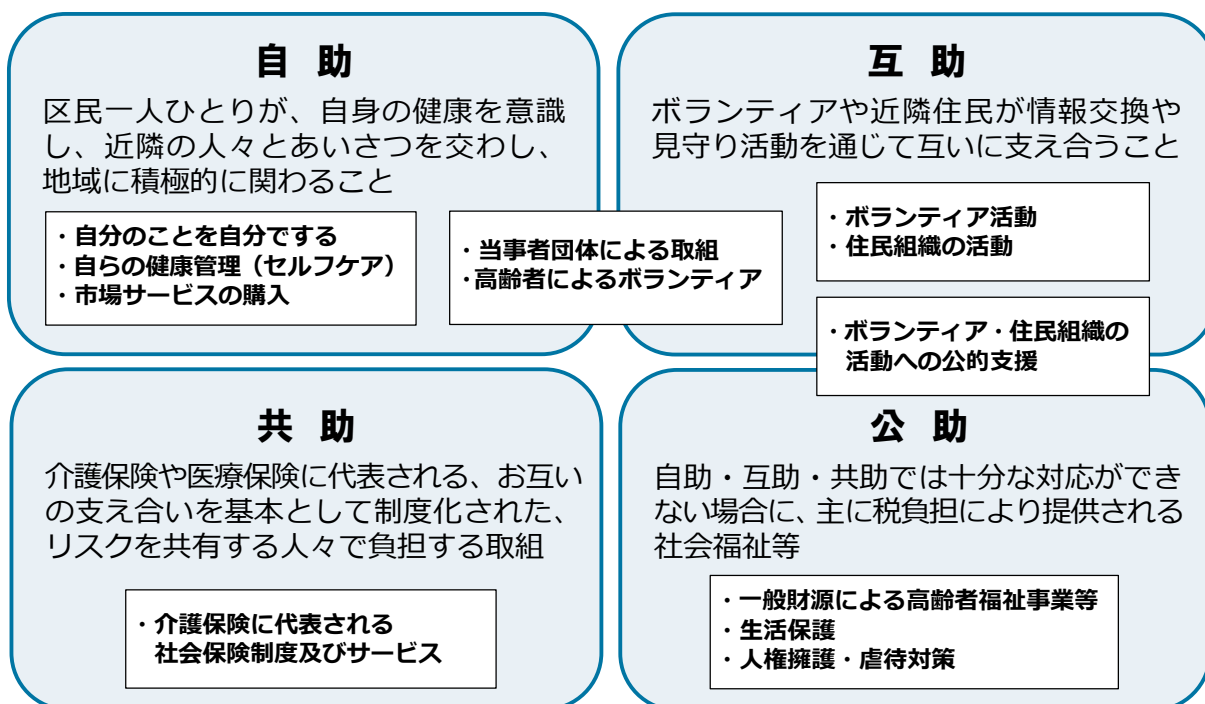 自 助
区民一人ひとりが、自身の健康を意識
し、近隣の人々とあいさつを交わし、
地域に積極的に関わること
・自分のことを自分でする
・自らの健康管理（セルフケア）
・市場サービスの購入
・当事者団体による取組
・高齢者によるボランティア
互 助
ボランティアや近隣住民が情報交換や
見守り活動を通じて互いに支え合うこと
・ボランティア活動
・住民組織の活動
・ボランティア・住民組織の
活動への公的支援
共 助
介護保険や医療保険に代表される、お互い
の支え合いを基本として制度化された、
リスクを共有する人々で負担する取組
・介護保険に代表される
社会保険制度及びサービス
公 助
自助・互助・共助では十分な対応ができ
ない場合に、主に税負担により提供される
社会福祉等
・一般財源による高齢者福祉事業等
・生活保護
・人権擁護・虐待対策